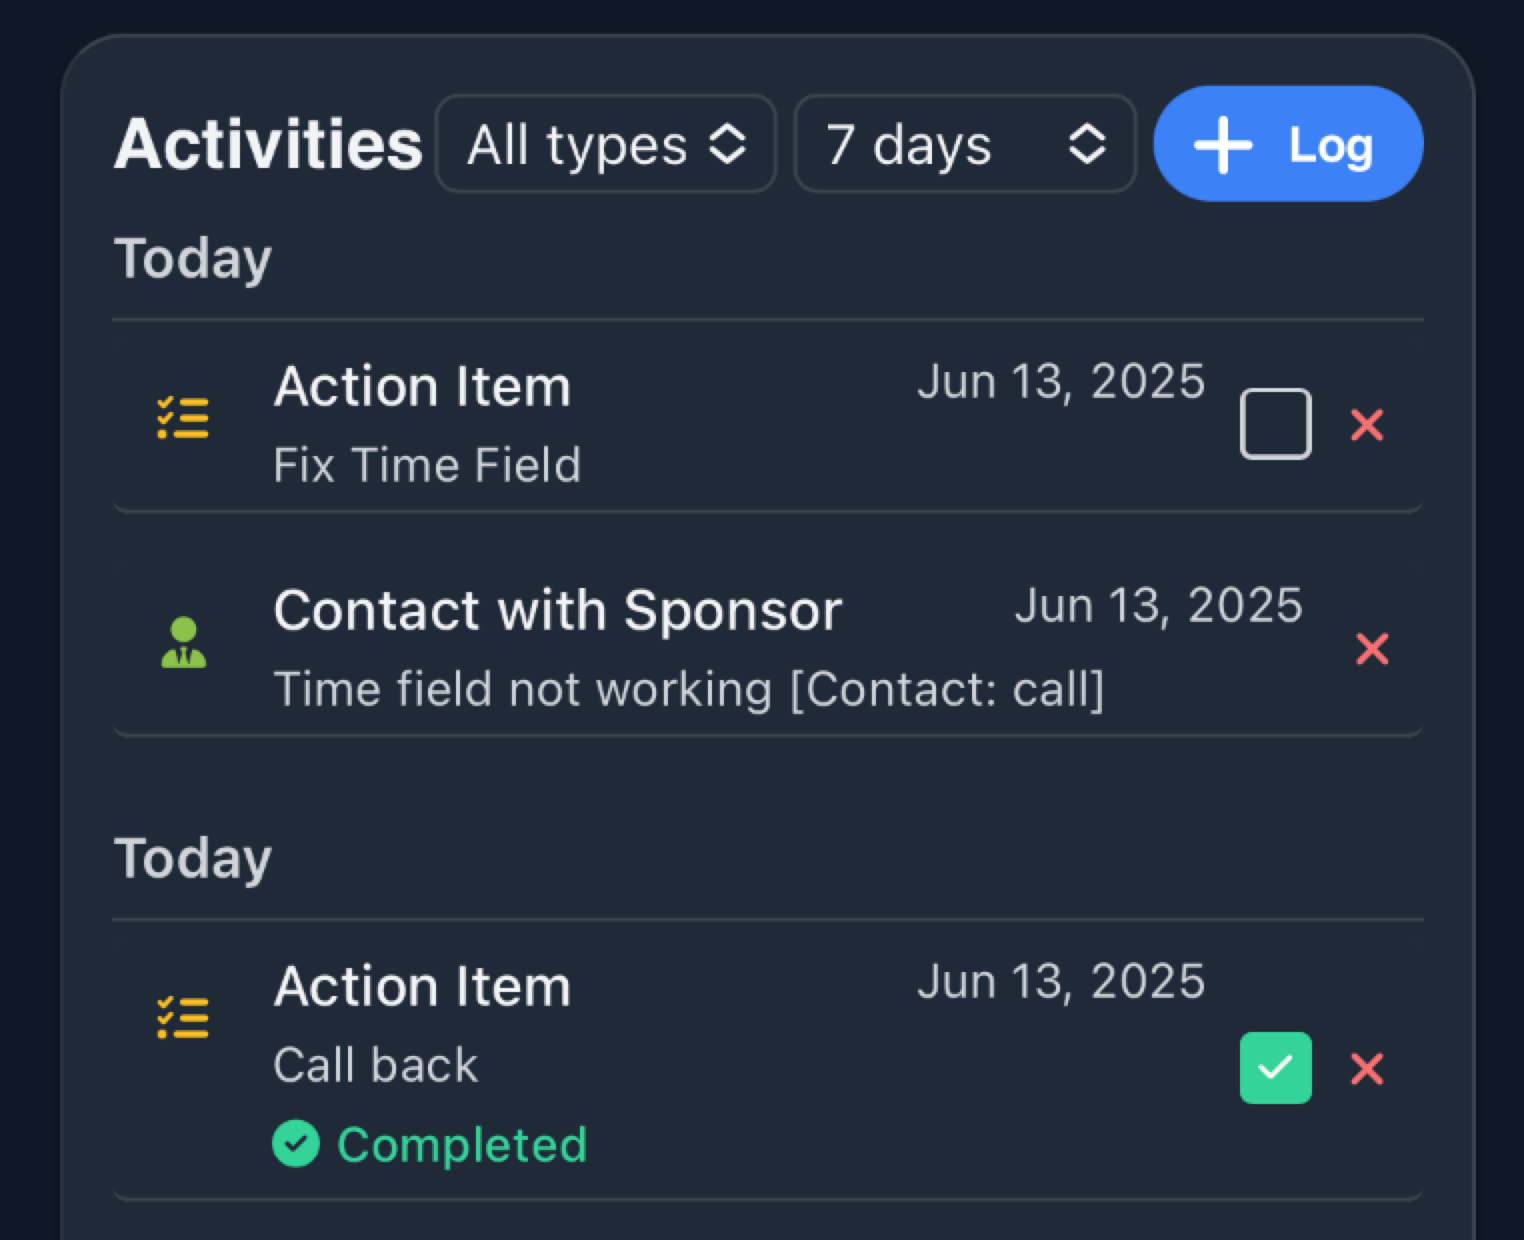 Activities All types 7 days Log
Today
Action Item Jun 13, 2025
Fix Time Field
Contact with Sponsor Jun 13, 2025
Time field not working [Contact: call]
Today
Action Item Jun 13, 2025
Call back
Completed